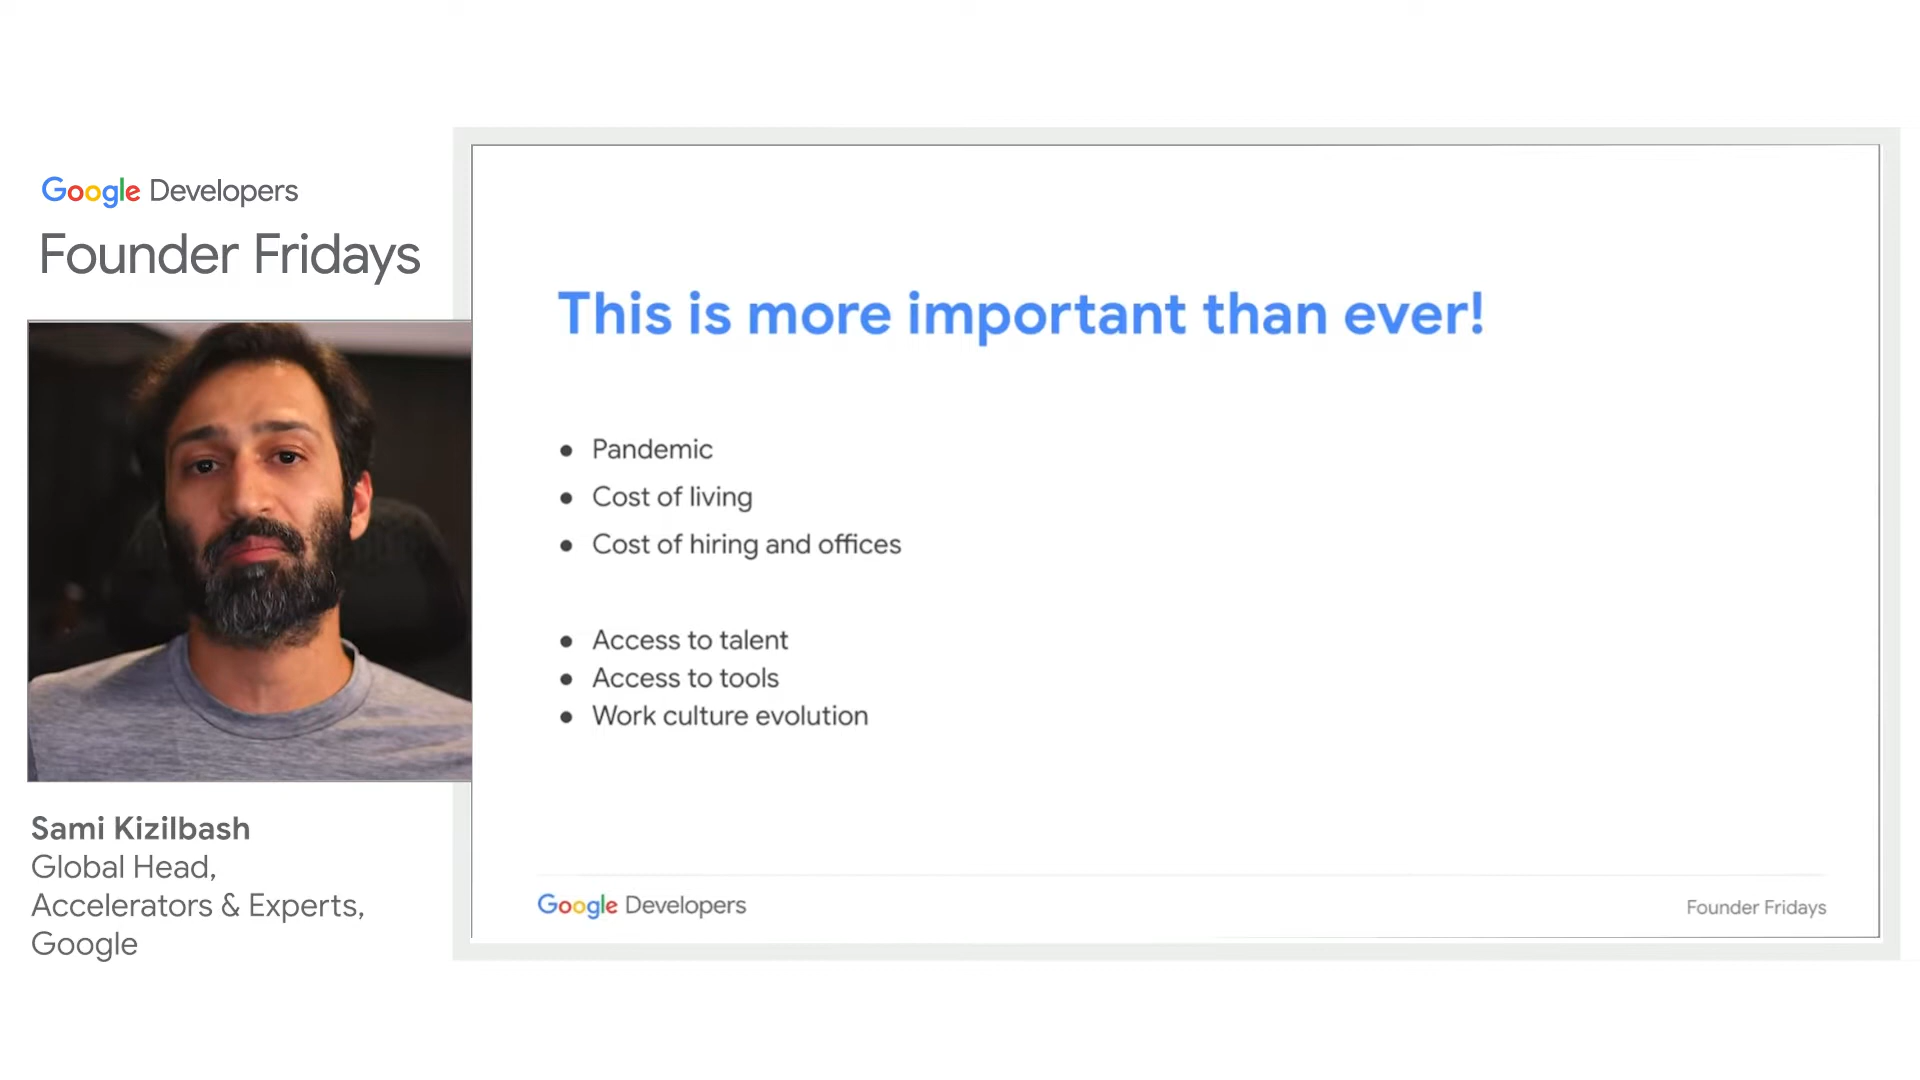 Google Developers
Founder Fridays
Sami Kizilbash
Global Head,
Accelerators & Experts,
Google
This is more important than ever!
● Pandemic
● Cost of living
● Cost of hiring and offices
● Access to talent
● Access to tools
● Work culture evolution
Google Developers
Founder Fridays